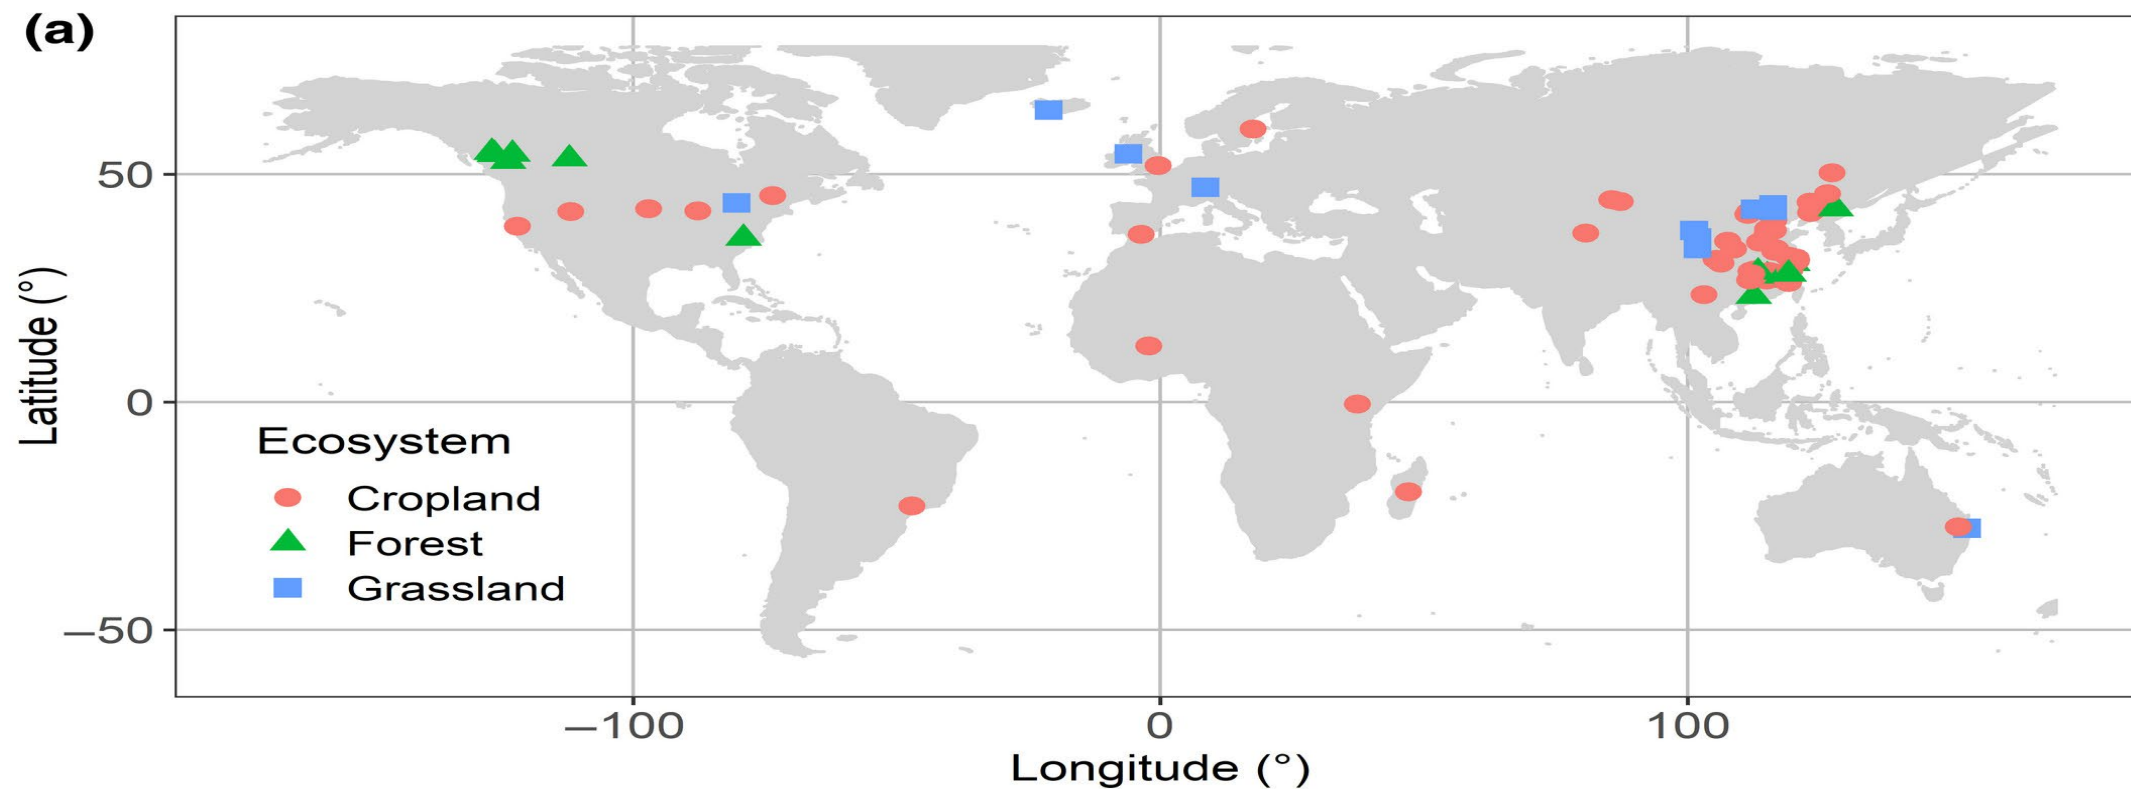 (a)
50
0
−50
Latitude (°)
Ecosystem
Cropland
Forest
Grassland
−100
0
100
Longitude (°)